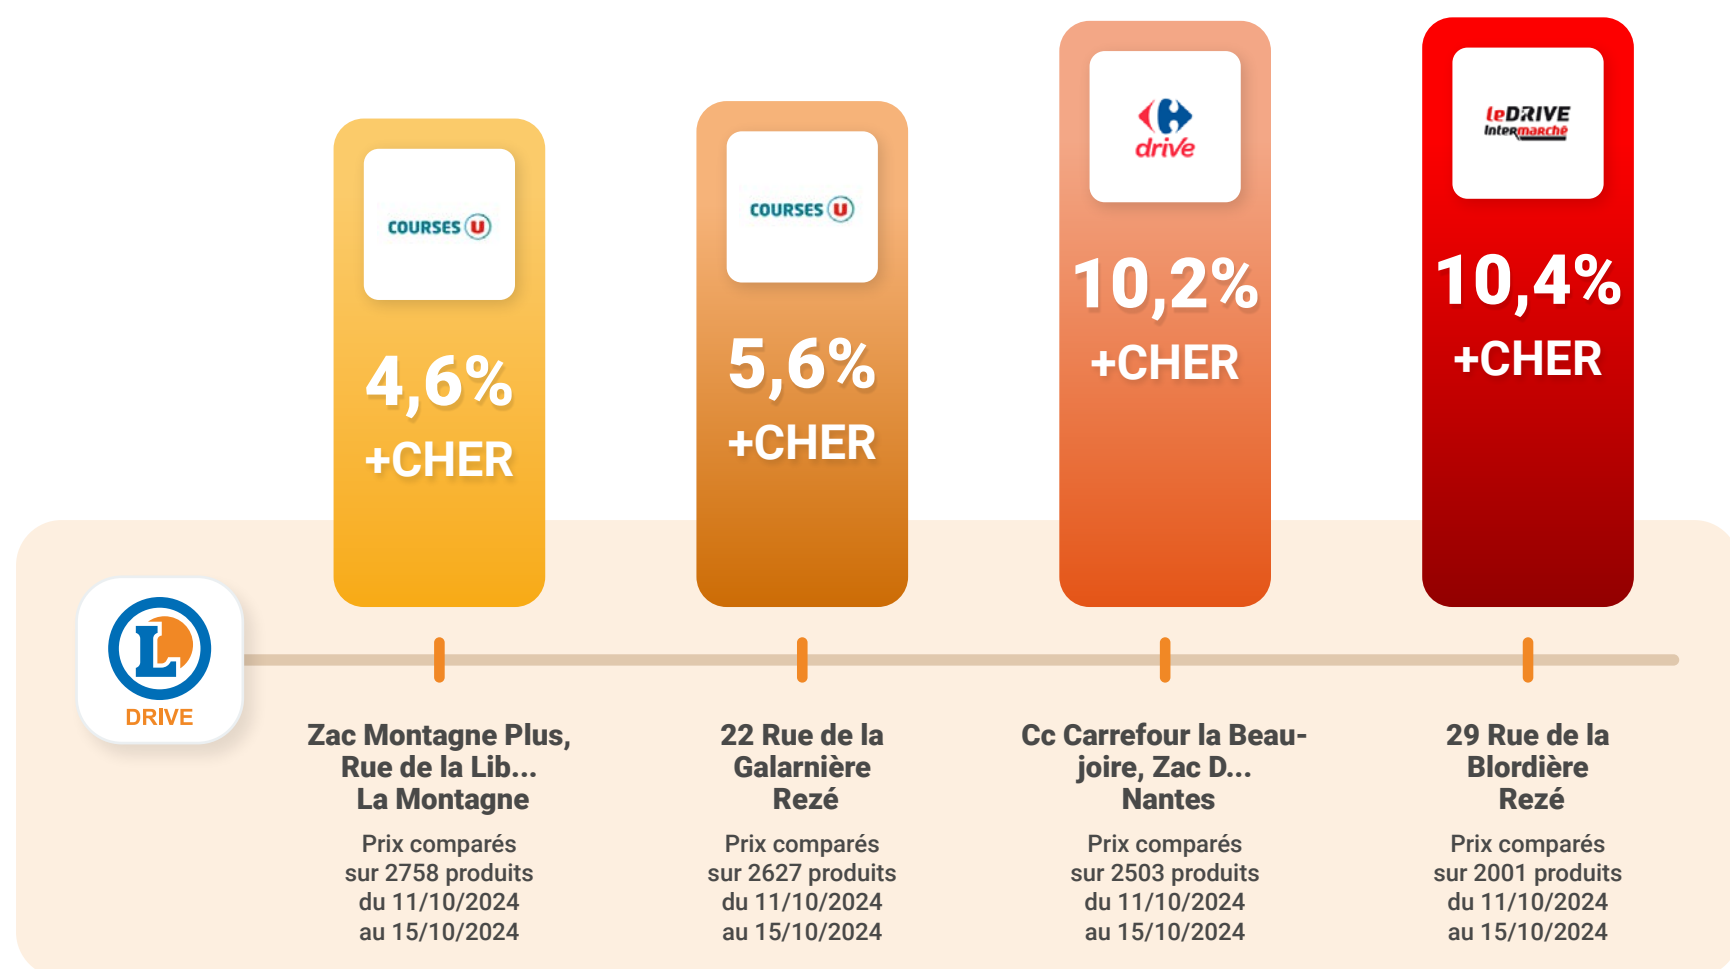 COURSES U
4,6%
+CHER
COURSES U
5,6%
+CHER
drive
10,2%
+CHER
leDRIVE
Intermarché
10,4%
+CHER
L
DRIVE
Zac Montagne Plus,
Rue de la Lib...
La Montagne
Prix comparés
sur 2758 produits
du 11/10/2024
au 15/10/2024
22 Rue de la
Galarnière
Rezé
Prix comparés
sur 2627 produits
du 11/10/2024
au 15/10/2024
Cc Carrefour la Beau-
joire, Zac D...
Nantes
Prix comparés
sur 2503 produits
du 11/10/2024
au 15/10/2024
29 Rue de la
Blordière
Rezé
Prix comparés
sur 2001 produits
du 11/10/2024
au 15/10/2024